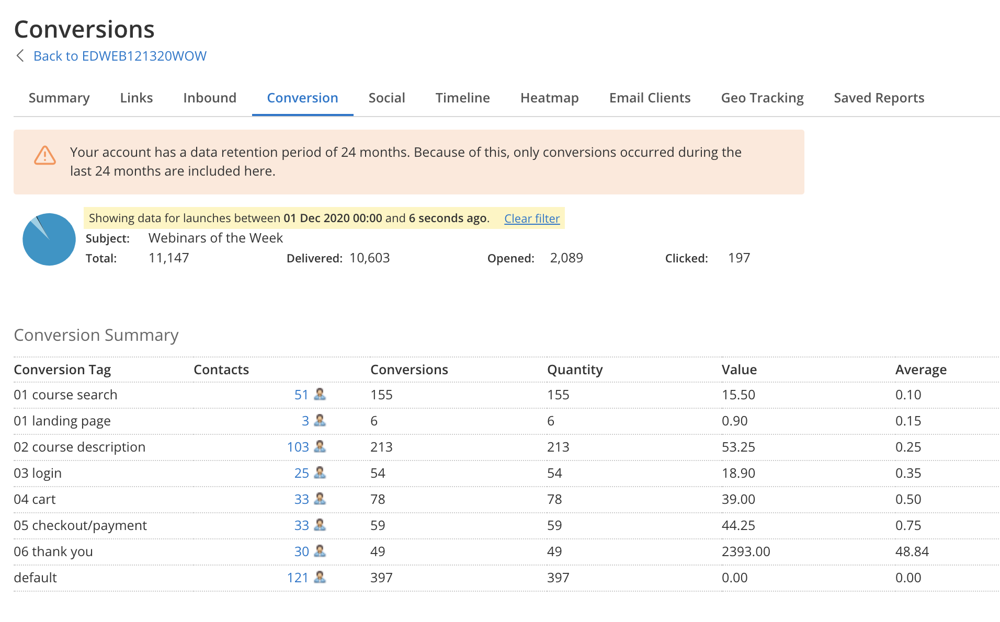 Conversions
Back to EDWEB121320WOW
Summary Links Inbound Conversion Social Timeline Heatmap Email Clients Geo Tracking Saved Reports
Your account has a data retention period of 24 months. Because of this, only conversions occurred during the
last 24 months are included here.
Showing data for launches between 01 Dec 2020 00:00 and 6 seconds ago. Clear filter
Subject: Webinars of the Week
Total: 11,147 Delivered: 10,603 Opened: 2,089 Clicked: 197
Conversion Summary
Conversion Tag Contacts Conversions Quantity Value Average
01 course search 51 155 155 15.50 0.10
01 landing page 3 6 6 0.90 0.15
02 course description 103 213 213 53.25 0.25
03 login 25 54 54 18.90 0.35
04 cart 33 78 78 39.00 0.50
05 checkout/payment 33 59 59 44.25 0.75
06 thank you 30 49 49 2393.00 48.84
default 121 397 397 0.00 0.00